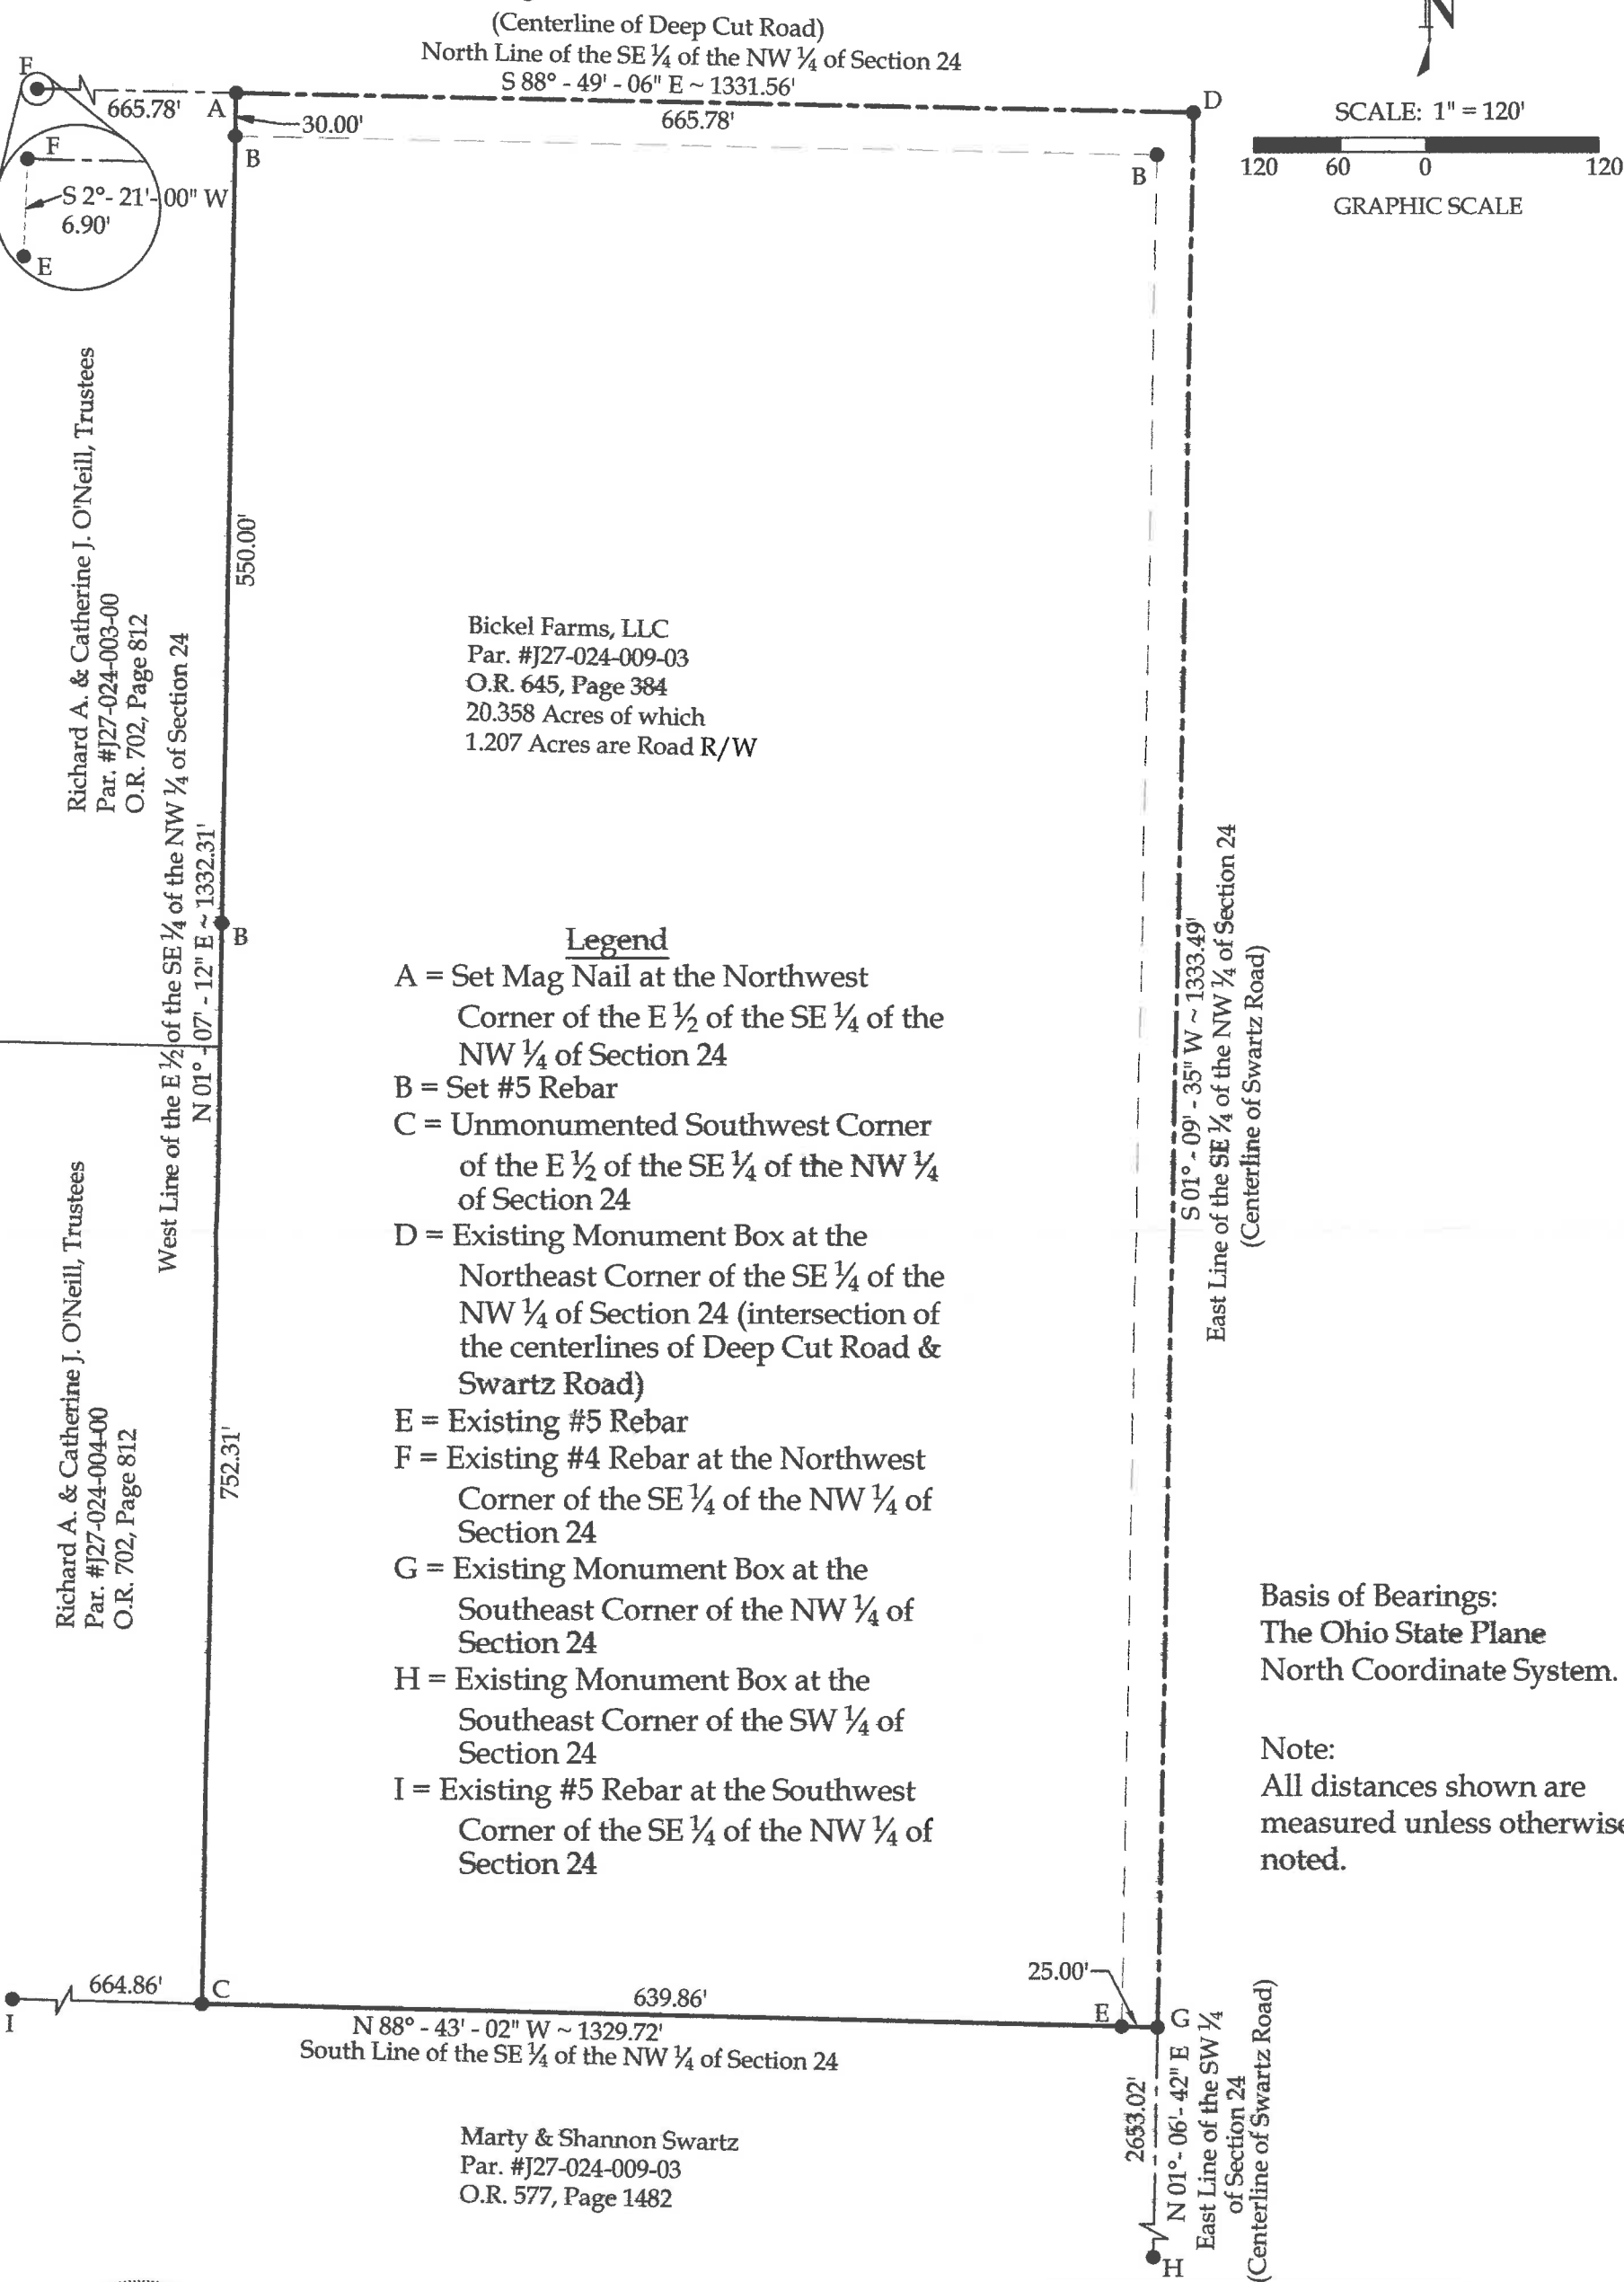 (Centerline of Deep Cut Road)
North Line of the SE ¼ of the NW ¼ of Section 24
S 88° - 49' - 06" E ~ 1331.56'
N
F
665.78'
A
30.00'
665.78'
D
SCALE: 1" = 120'
120 60 0 120
GRAPHIC SCALE
B
B
F
S 2°- 21'- 00" W
6.90'
E
Richard A. & Catherine J. O'Neill, Trustees
Par. #J27-024-003-00
O.R. 702, Page 812
550.00'
West Line of the E ½ of the SE ¼ of the NW ¼ of Section 24
N 01° - 07' - 12" E ~ 1332.31'
B
Bickel Farms, LLC
Par. #J27-024-009-03
O.R. 645, Page 384
20.358 Acres of which
1.207 Acres are Road R/W
S 01° - 09' - 35" W ~ 1333.49'
East Line of the SE ¼ of the NW ¼ of Section 24
(Centerline of Swartz Road)
Legend
A = Set Mag Nail at the Northwest
Corner of the E ½ of the SE ¼ of the
NW ¼ of Section 24
B = Set #5 Rebar
C = Unmonumented Southwest Corner
of the E ½ of the SE ¼ of the NW ¼
of Section 24
D = Existing Monument Box at the
Northeast Corner of the SE ¼ of the
NW ¼ of Section 24 (intersection of
the centerlines of Deep Cut Road &
Swartz Road)
E = Existing #5 Rebar
F = Existing #4 Rebar at the Northwest
Corner of the SE ¼ of the NW ¼ of
Section 24
G = Existing Monument Box at the
Southeast Corner of the NW ¼ of
Section 24
H = Existing Monument Box at the
Southeast Corner of the SW ¼ of
Section 24
I = Existing #5 Rebar at the Southwest
Corner of the SE ¼ of the NW ¼ of
Section 24
Richard A. & Catherine J. O'Neill, Trustees
Par. #J27-024-004-00
O.R. 702, Page 812
752.31'
Basis of Bearings:
The Ohio State Plane
North Coordinate System.
Note:
All distances shown are
measured unless otherwise
noted.
I
664.86'
C
639.86'
25.00'
E
G
N 88° - 43' - 02" W ~ 1329.72'
South Line of the SE ¼ of the NW ¼ of Section 24
2653.02'
N 01°- 06'- 42" E
East Line of the SW ¼
of Section 24
(Centerline of Swartz Road)
H
Marty & Shannon Swartz
Par. #J27-024-009-03
O.R. 577, Page 1482